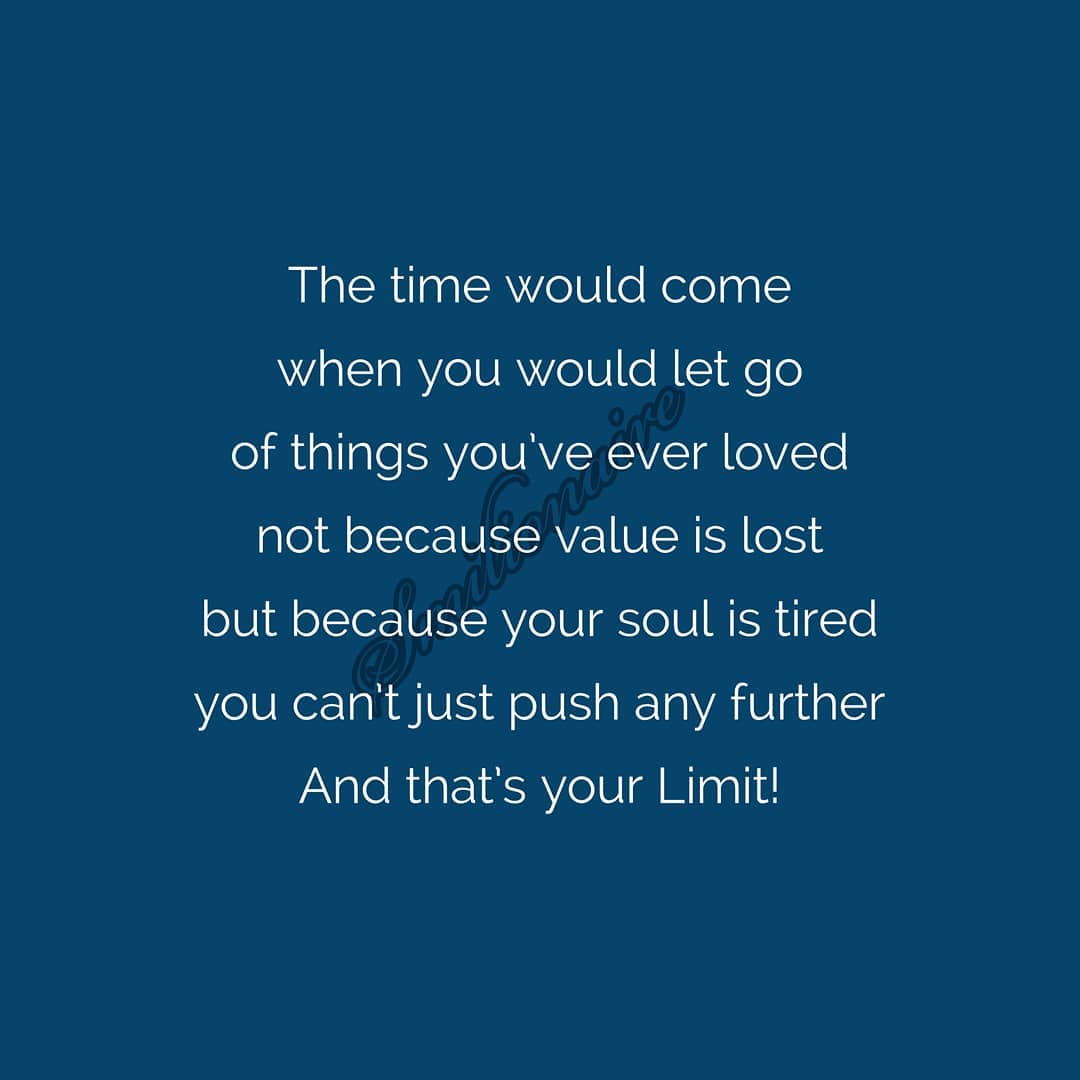 The time would come
when you would let go
of things you've ever loved
not because value is lost
but because your soul is tired
you can't just push any further
And that's your Limit!